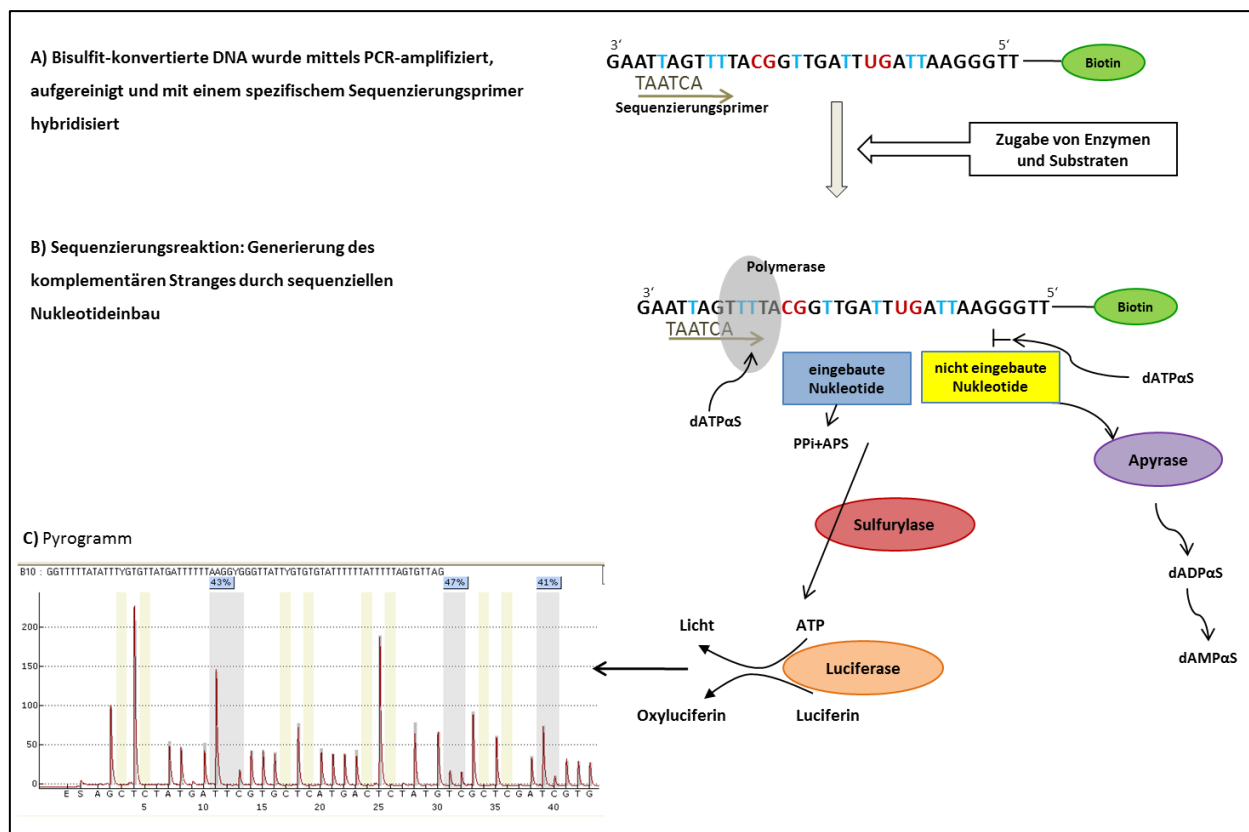 A) Bisulfit-konvertierte DNA wurde mittels PCR-amplifiziert,
aufgereinigt und mit einem spezifischem Sequenzierungsprimer
hybridisiert
3‘ 5‘
GAATTAGTTTTACGGTTGATTUGATTAAGGGTT
Biotin
TAATCA
Sequenzierungsprimer
Zugabe von Enzymen
und Substraten
B) Sequenzierungsreaktion: Generierung des
komplementären Stranges durch sequenziellen
Nukleotideinbau
Polymerase
3‘ 5‘
GAATTAGTTTTACGGTTGATTUGATTAAGGGTT
Biotin
TAATCA
eingebaute
Nukleotide
nicht eingebaute
Nukleotide
dATPαS
dATPαS
PPi+APS
Apyrase
Sulfurylase
dADPαS
dAMPαS
Licht
ATP
Luciferase
Oxyluciferin
Luciferin
C) Pyrogramm
B10 : GGTTTTTATATTTYGTGTTATGATTTTTTAAGGYGGGTTATTYGTGTGTATTTTTTATTTTTAGTGTTAG
43% 47% 41%
200
150
100
50
0
E S A G C T C T A T G A T T C G T G C T C A T G A C T C T A T G T C G C T C G A T C G T G
5 10 15 20 25 30 35 40